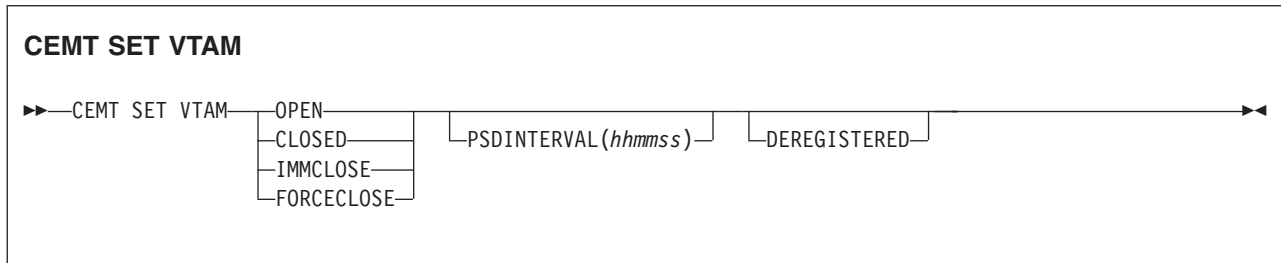 CEMT SET VTAM
CEMT SET VTAM OPEN
CLOSED PSDINTERVAL(hhmmss) DEREGISTERED
IMMCLOSE
FORCECLOSE